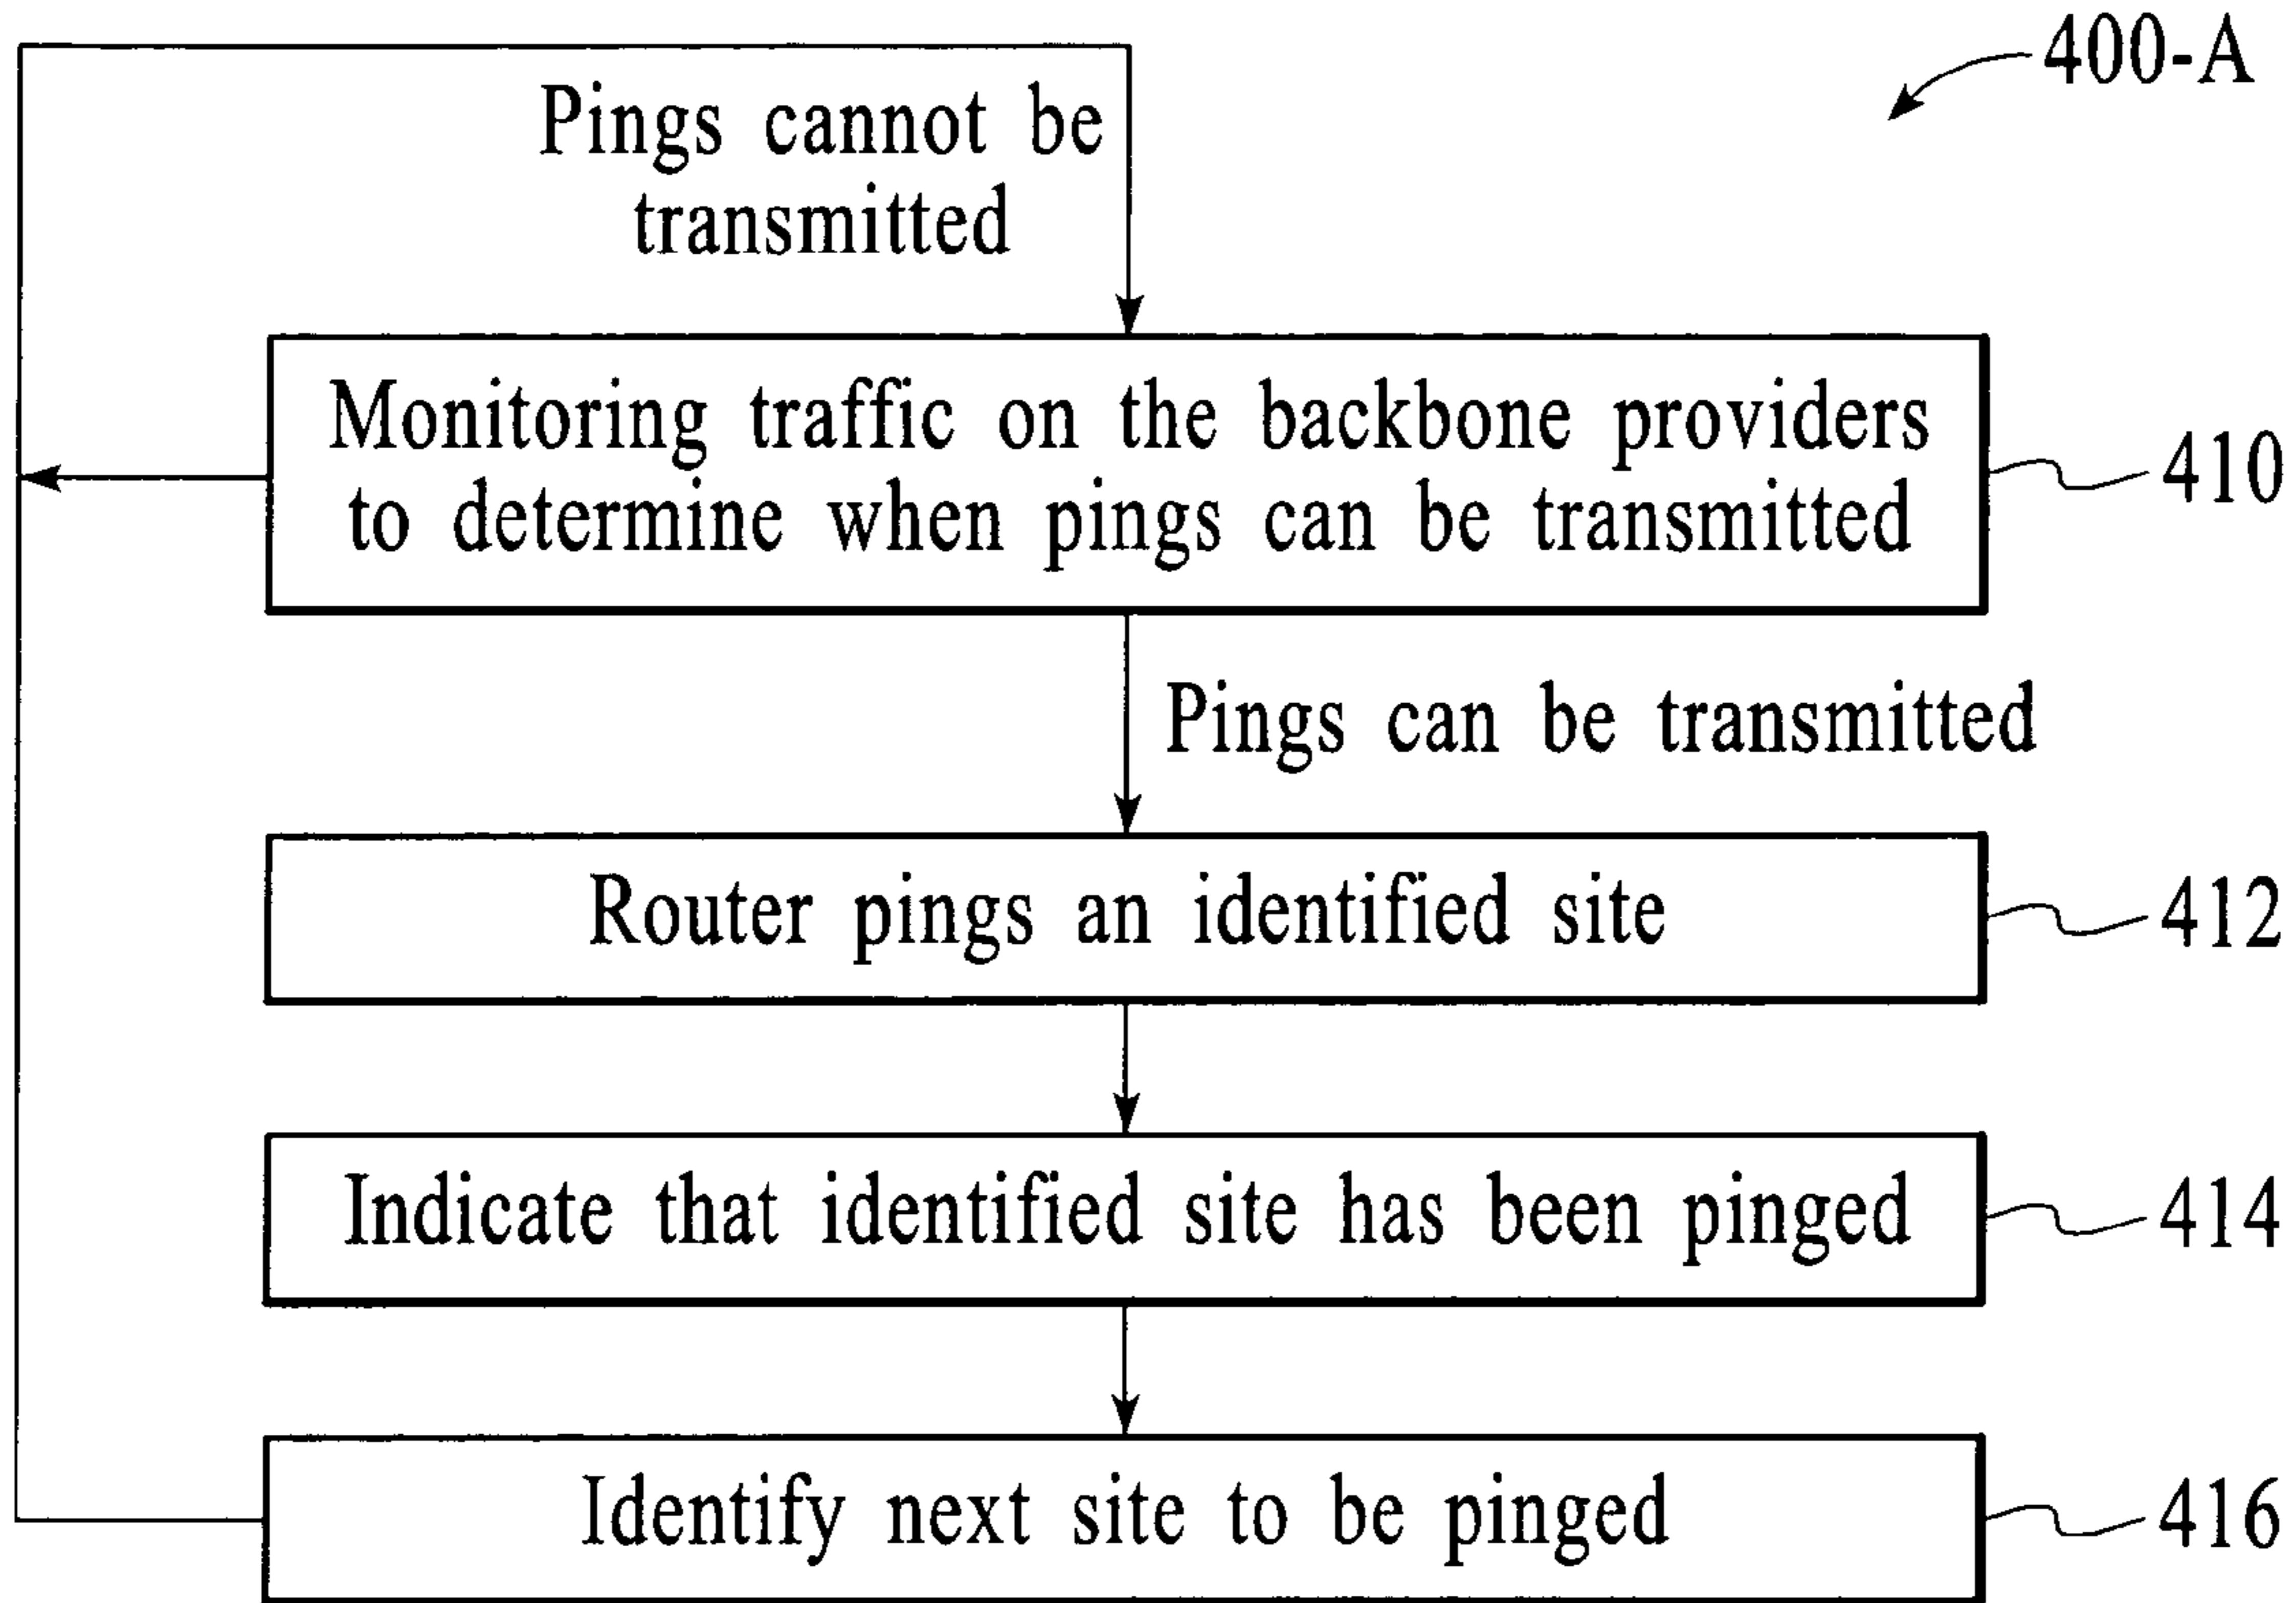 400-A
Pings cannot be
transmitted
Monitoring traffic on the backbone providers
to determine when pings can be transmitted
410
Pings can be transmitted
Router pings an identified site
412
Indicate that identified site has been pinged
414
Identify next site to be pinged
416